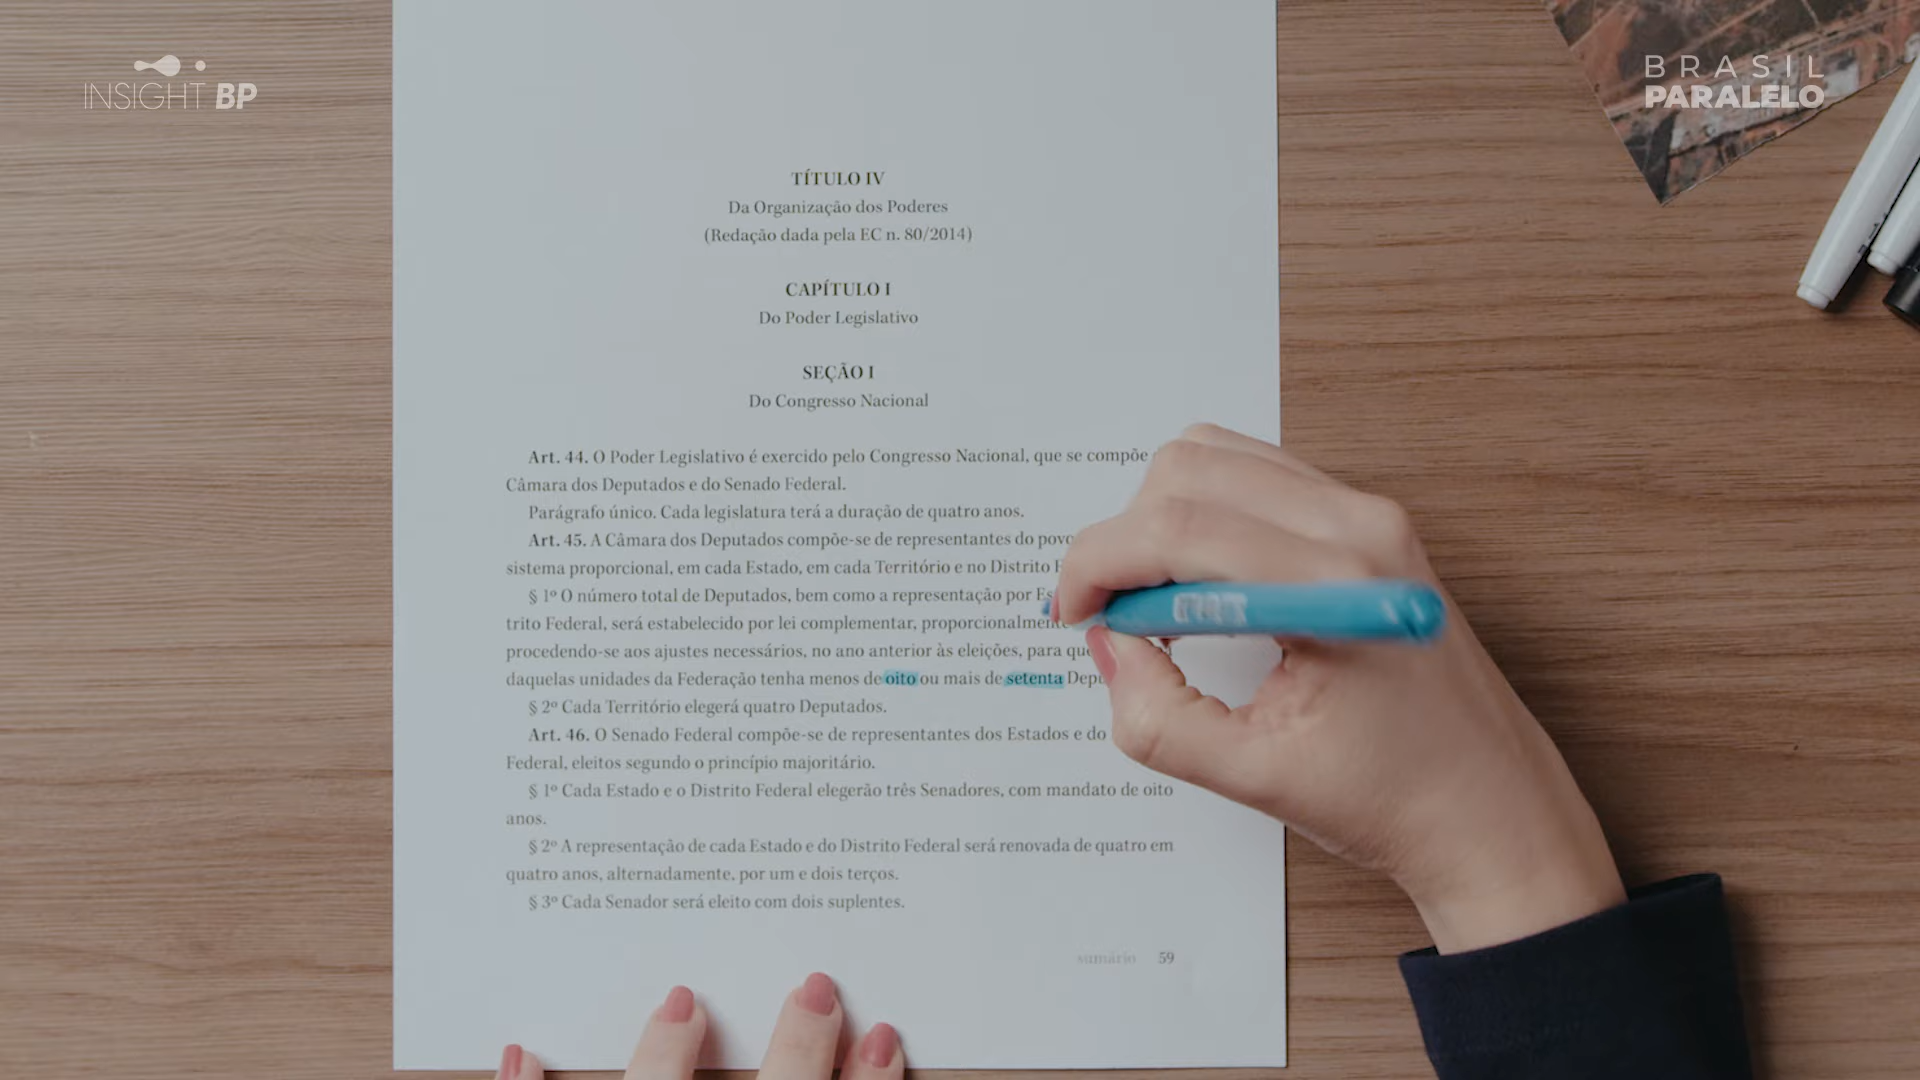 INSIGHT BP
BRASIL
PARALELO
TÍTULO IV
Da Organização dos Poderes
(Redação dada pela EC n. 80/2014)
CAPÍTULO I
Do Poder Legislativo
SEÇÃO I
Do Congresso Nacional
Art. 44. O Poder Legislativo é exercido pelo Congresso Nacional, que se compõe
Câmara dos Deputados e do Senado Federal.
Parágrafo único. Cada legislatura terá a duração de quatro anos.
Art. 45. A Câmara dos Deputados compõe-se de representantes do
sistema proporcional, em cada Estado, em cada Território e no Distrito
§ 1º O número total de Deputados, bem como a representação por
trito Federal, será estabelecido por lei complementar,
procedendo-se aos ajustes necessários, no ano anterior às eleições, para
daquelas unidades da Federação tenha menos de oito ou mais de setenta
§ 2º Cada Território elegerá quatro Deputados.
Art. 46. O Senado Federal compõe-se de representantes dos Estados e do
Federal, eleitos segundo o princípio majoritário.
§ 1º Cada Estado e o Distrito Federal elegerão três Senadores, com mandato de oito
anos.
§ 2º A representação de cada Estado e do Distrito Federal será renovada de quatro em
quatro anos, alternadamente, por um e dois terços.
§ 3º Cada Senador será eleito com dois suplentes.
sumário 59